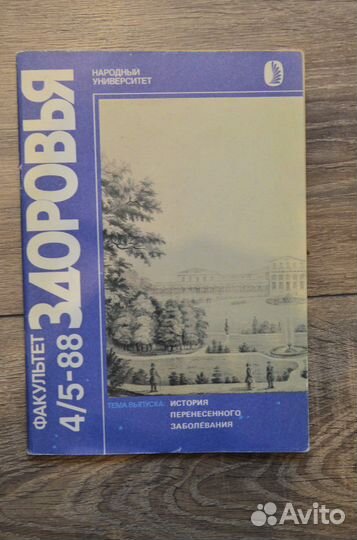 НАРОДНЫЙ
УНИВЕРСИТЕТ
ФАКУЛЬТЕТ
ЗДОРОВЬЯ
4/5-88
ТЕМА ВЫПУСКА: ИСТОРИЯ
ПЕРЕНЕСЕННОГО
ЗАБОЛЕВАНИЯ
Avito